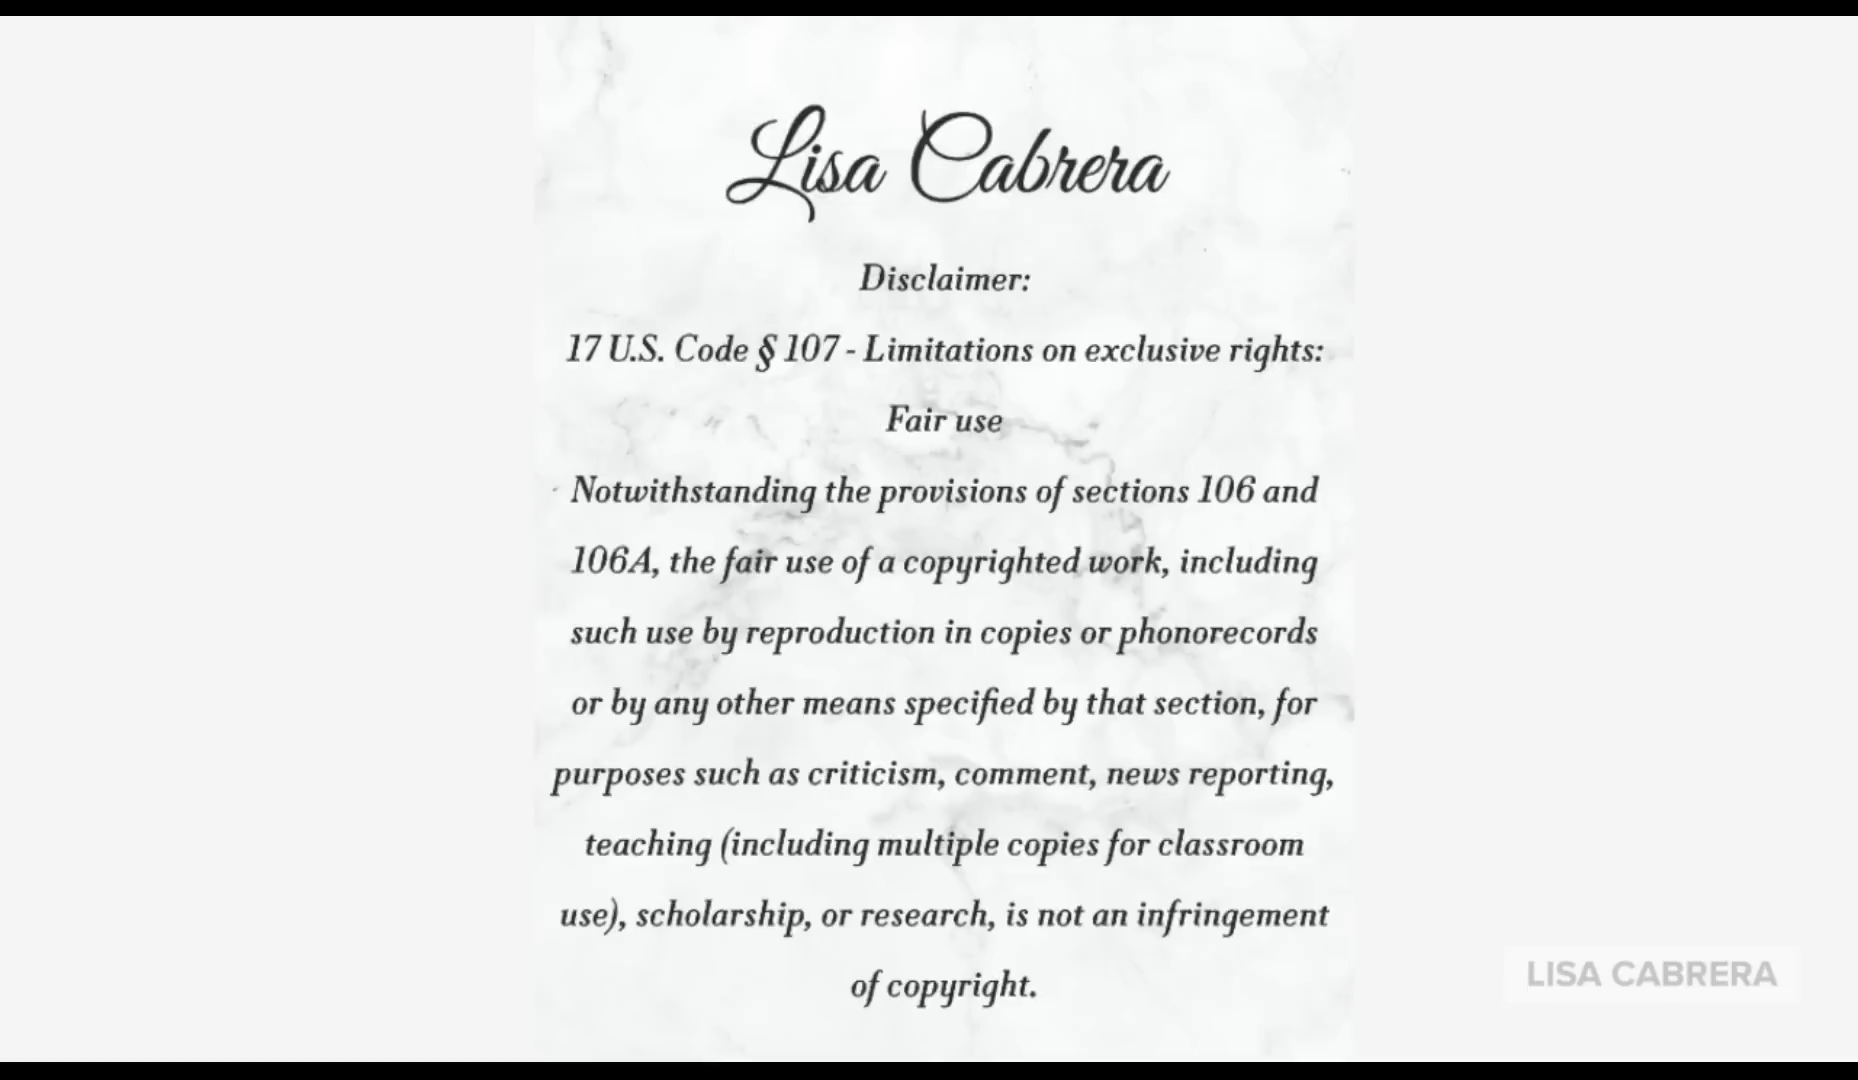 Lisa Cabrera
Disclaimer:
17 U.S. Code § 107 - Limitations on exclusive rights:
Fair use
Notwithstanding the provisions of sections 106 and
106A, the fair use of a copyrighted work, including
such use by reproduction in copies or phonorecords
or by any other means specified by that section, for
purposes such as criticism, comment, news reporting,
teaching (including multiple copies for classroom
use), scholarship, or research, is not an infringement
of copyright.
LISA CABRERA